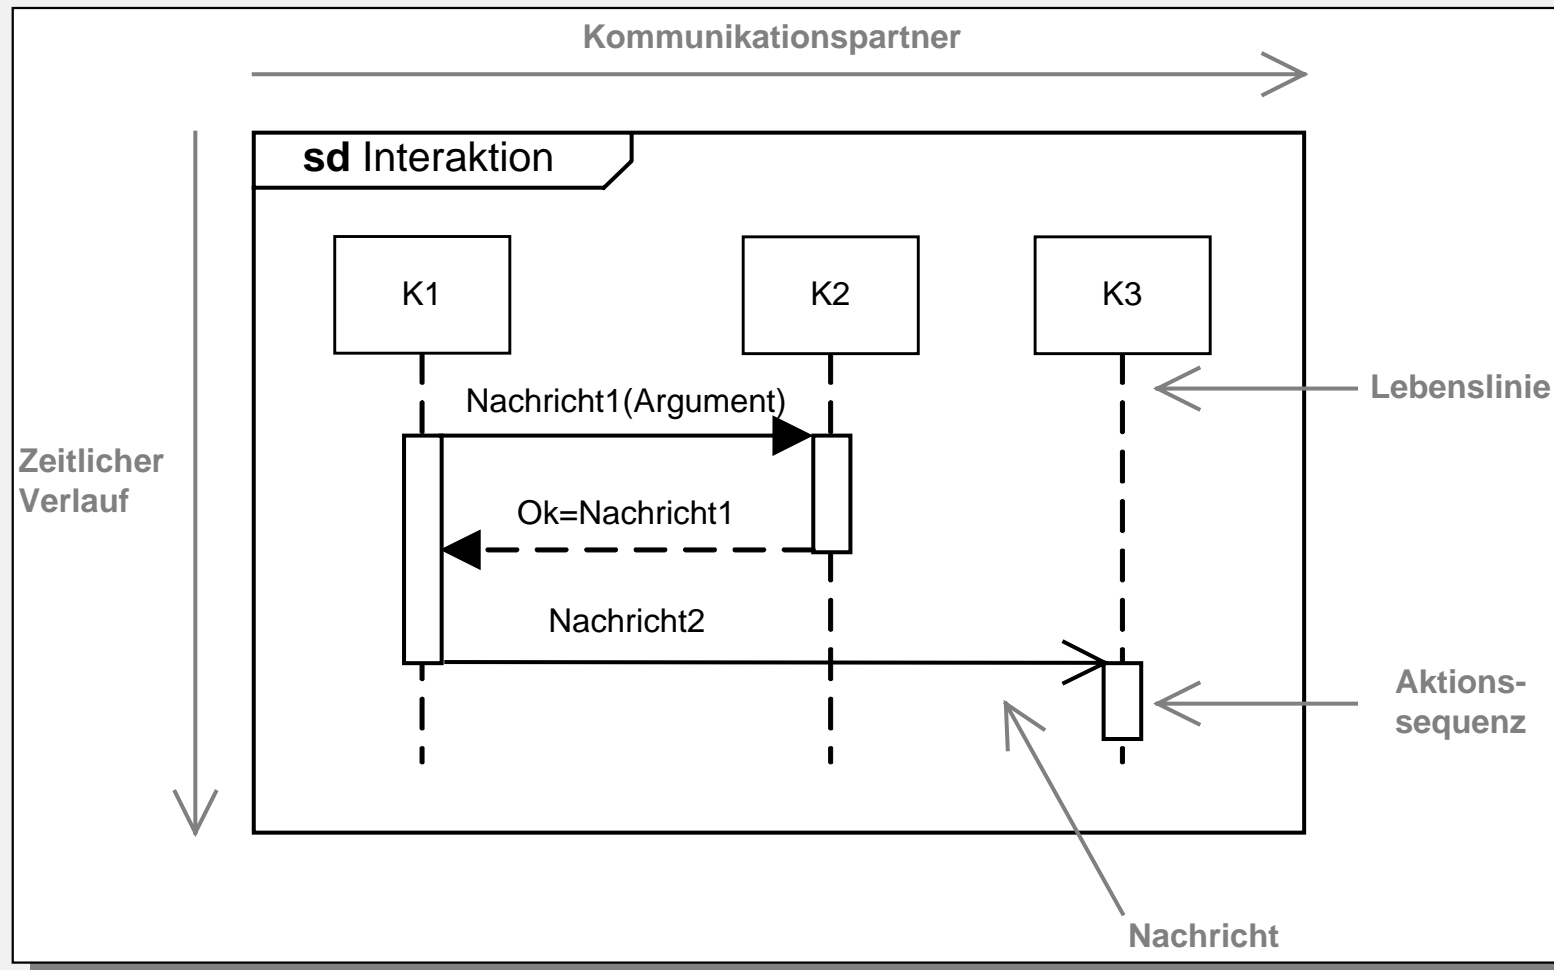 Kommunikationspartner
sd Interaktion
K1
K2
K3
Lebenslinie
Nachricht1(Argument)
Zeitlicher
Verlauf
Ok=Nachricht1
Nachricht2
Aktions-
sequenz
Nachricht